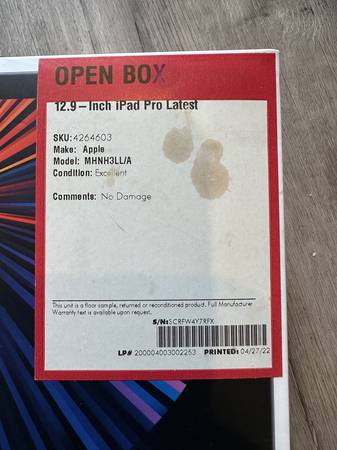 OPEN BOX
12.9-Inch iPad Pro Latest
SKU:4264603
Make: Apple
Model: MHNH3LL/A
Condition: Excellent
Comments: No Damage
This unit is a floor sample, returned or reconditioned product. Full Manufacturer
Warranty text is available upon request.
S/N:SCRFW4Y7RFX
LP# 200004003002253 PRINTED: 04/27/22